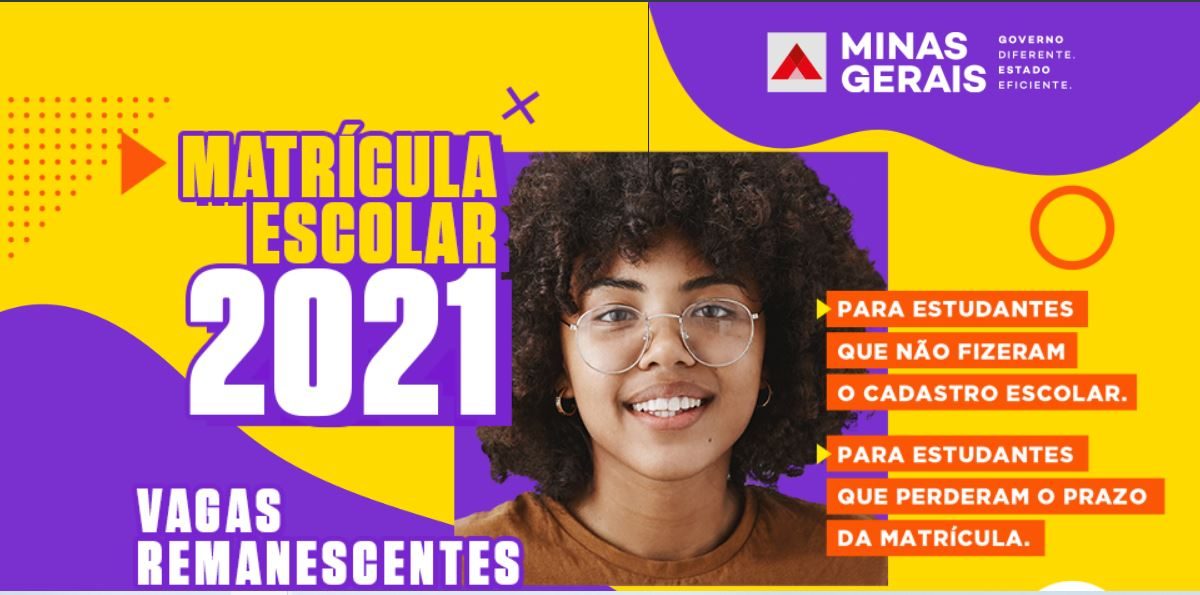 MINAS
GERAIS
GOVERNO
DIFERENTE.
ESTADO
EFICIENTE.
MATRÍCULA
ESCOLAR
2021
PARA ESTUDANTES
QUE NÃO FIZERAM
O CADASTRO ESCOLAR.
PARA ESTUDANTES
QUE PERDERAM O PRAZO
DA MATRÍCULA.
VAGAS
REMANESCENTES